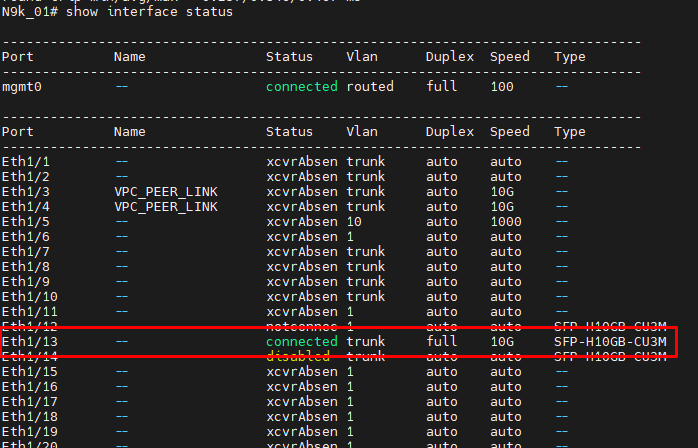 N9k_01# show interface status
--------------------------------------------------------------------------------
Port Name Status Vlan Duplex Speed Type
--------------------------------------------------------------------------------
mgmt0 -- connected routed full 100 --
--------------------------------------------------------------------------------
Port Name Status Vlan Duplex Speed Type
--------------------------------------------------------------------------------
Eth1/1 -- xcvrAbsen trunk auto auto --
Eth1/2 -- xcvrAbsen trunk auto auto --
Eth1/3 VPC_PEER_LINK xcvrAbsen trunk auto 10G --
Eth1/4 VPC_PEER_LINK xcvrAbsen trunk auto 10G --
Eth1/5 -- xcvrAbsen 10 auto 1000 --
Eth1/6 -- xcvrAbsen 1 auto auto --
Eth1/7 -- xcvrAbsen trunk auto auto --
Eth1/8 -- xcvrAbsen trunk auto auto --
Eth1/9 -- xcvrAbsen trunk auto auto --
Eth1/10 -- xcvrAbsen trunk auto auto --
Eth1/11 -- xcvrAbsen 1 auto auto --
Eth1/12 -- notconnec 1 auto auto SFP-H10GB-CU3M
Eth1/13 -- connected trunk full 10G SFP-H10GB-CU3M
Eth1/14 -- disabled trunk auto auto SFP-H10GB-CU3M
Eth1/15 -- xcvrAbsen 1 auto auto --
Eth1/16 -- xcvrAbsen 1 auto auto --
Eth1/17 -- xcvrAbsen 1 auto auto --
Eth1/18 -- xcvrAbsen 1 auto auto --
Eth1/19 -- xcvrAbsen 1 auto auto --
Eth1/20 -- xcvrAbsen 1 auto auto --